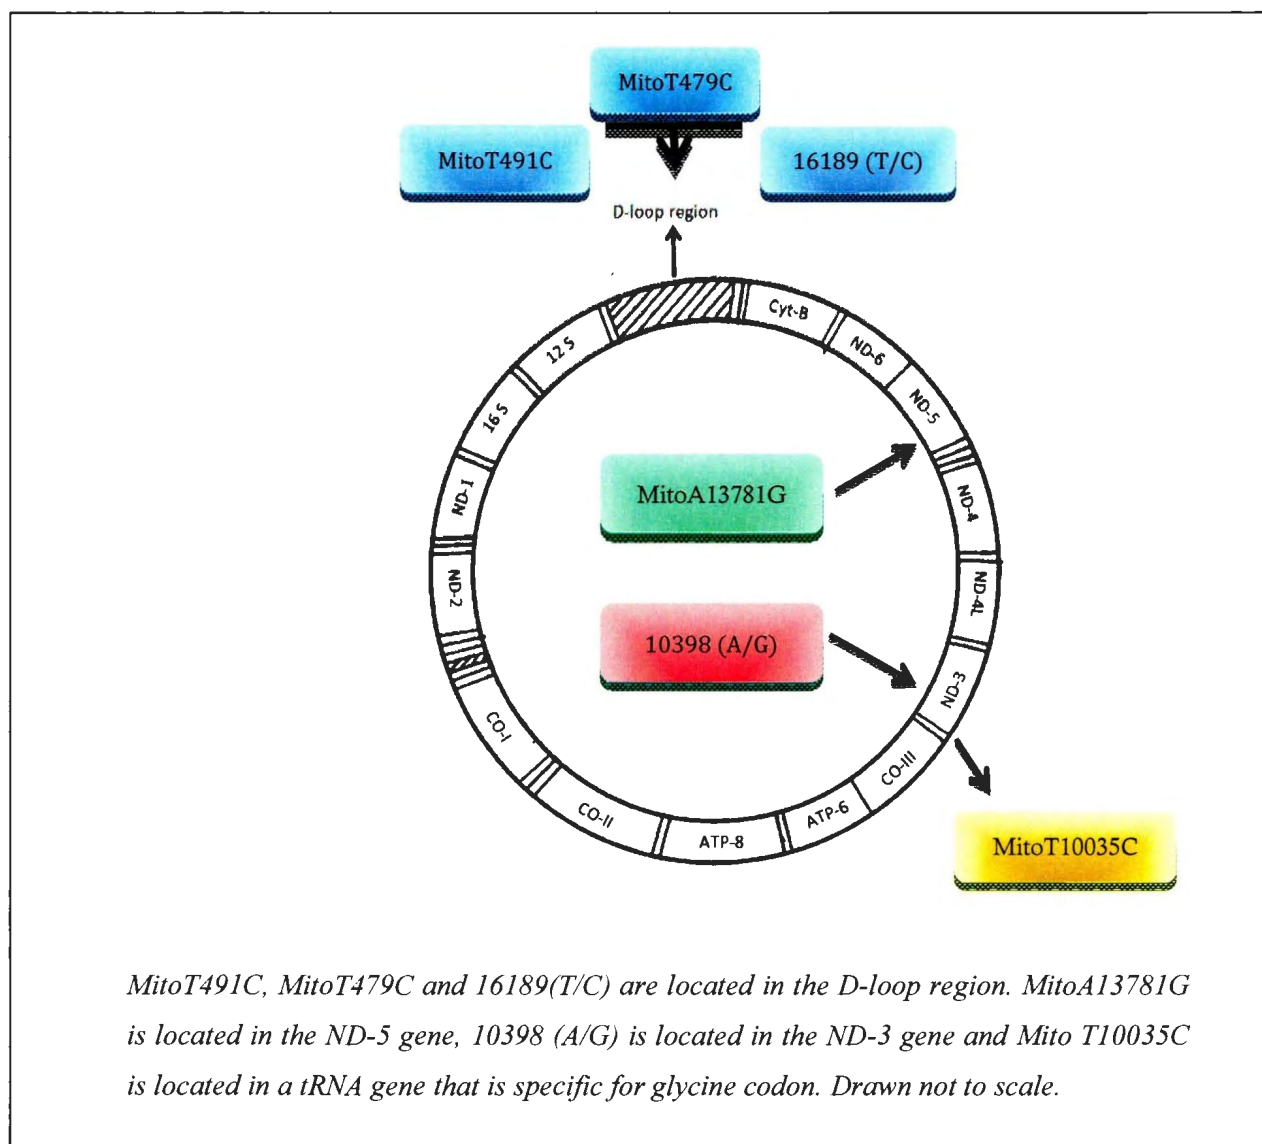 MitoT479C
MitoT491C
16189 (T/C)
D-loop region
Cyt-B
12 S
ND-6
ND-5
16 S
ND-1
MitoA13781G
ND-4
ND-2
ND-4L
10398 (A/G)
ND-3
CO-I
CO-III
CO-II
ATP-6
ATP-8
MitoT10035C
MitoT491C, MitoT479C and 16189(T/C) are located in the D-loop region. MitoA13781G
is located in the ND-5 gene, 10398 (A/G) is located in the ND-3 gene and Mito T10035C
is located in a tRNA gene that is specific for glycine codon. Drawn not to scale.